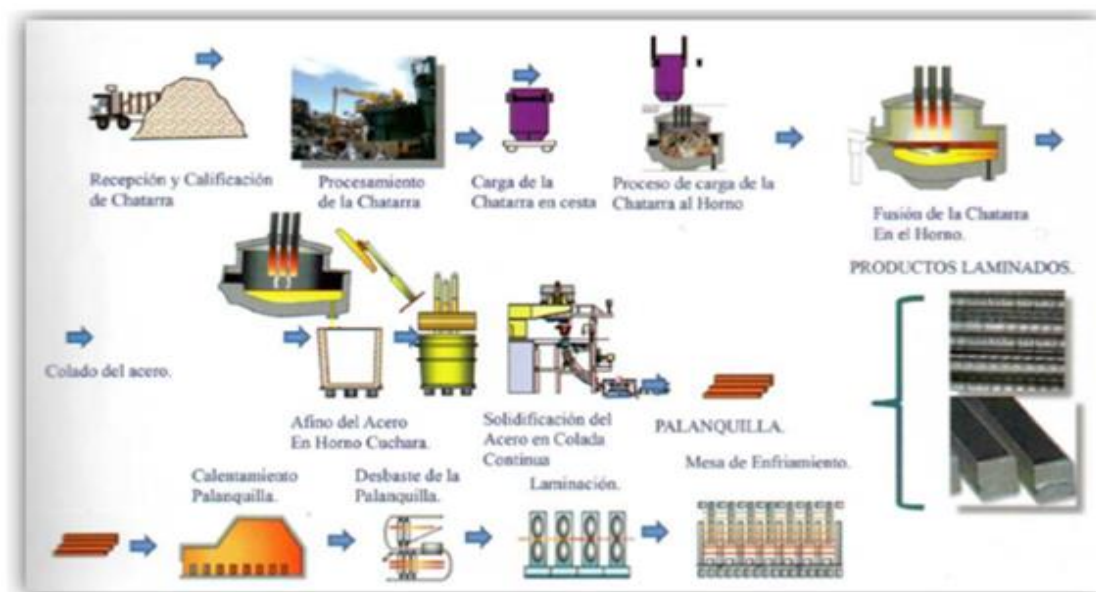 Recepción y Calificación
de Chatarra
Procesamiento
de la Chatarra
Carga de la
Chatarra en cesta
Proceso de carga de la
Chatarra al Horno
Fusión de la Chatarra
En el Horno.
PRODUCTOS LAMINADOS.
Colado del acero.
Afino del Acero
En Horno Cuchara.
Solidificación del
Acero en Colada
Continua
PALANQUILLA.
Calentamiento
Palanquilla.
Desbaste de la
Palanquilla.
Laminación.
Mesa de Enfriamiento.